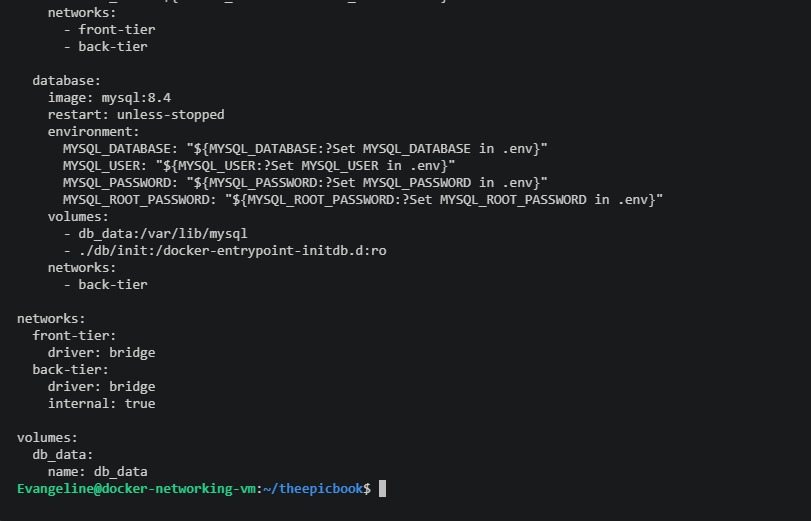 networks:
- front-tier
- back-tier
database:
image: mysql:8.4
restart: unless-stopped
environment:
MYSQL_DATABASE: "${MYSQL_DATABASE:?Set MYSQL_DATABASE in .env}"
MYSQL_USER: "${MYSQL_USER:?Set MYSQL_USER in .env}"
MYSQL_PASSWORD: "${MYSQL_PASSWORD:?Set MYSQL_PASSWORD in .env}"
MYSQL_ROOT_PASSWORD: "${MYSQL_ROOT_PASSWORD:?Set MYSQL_ROOT_PASSWORD in .env}"
volumes:
- db_data:/var/lib/mysql
- ./db/init:/docker-entrypoint-initdb.d:ro
networks:
- back-tier
networks:
front-tier:
driver: bridge
back-tier:
driver: bridge
internal: true
volumes:
db_data:
name: db_data
Evangeline@docker-networking-vm:~/theepicbook$